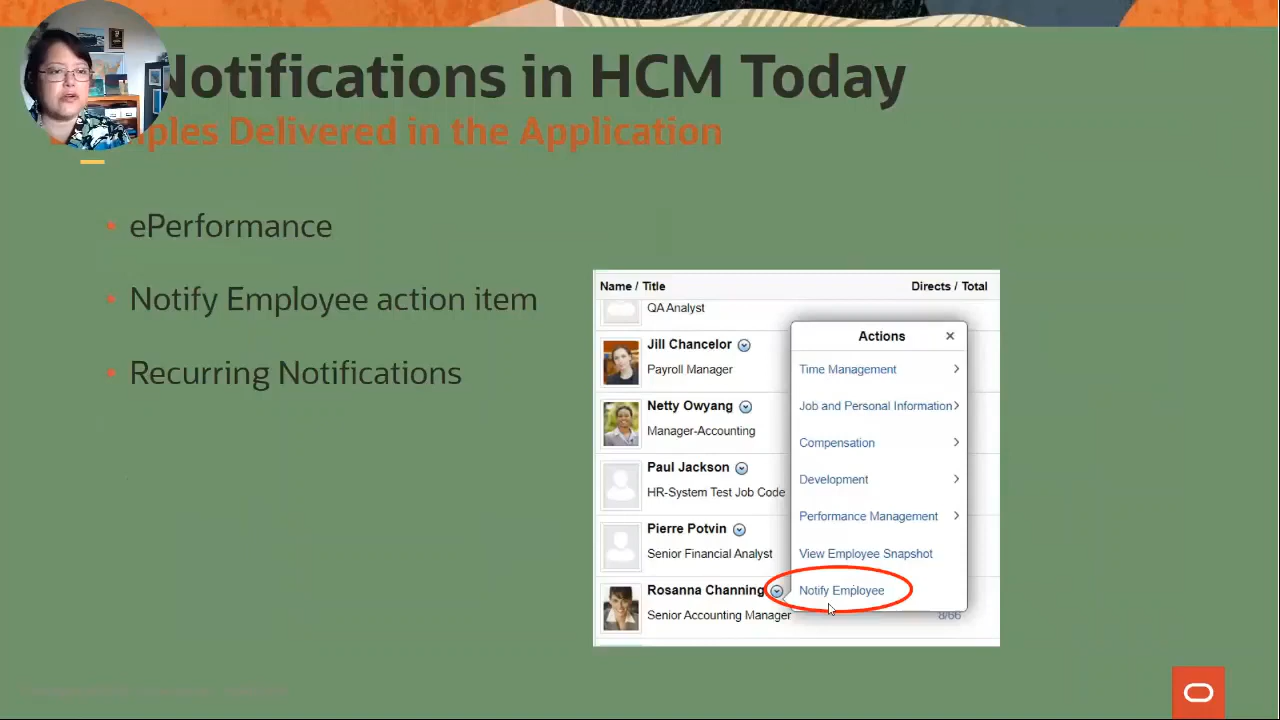 Notifications in HCM Today
Delivered in the Application
ePerformance
Notify Employee action item
Recurring Notifications
Name / Title Directs / Total
QA Analyst
Jill Chancelor
Payroll Manager
Netty Owyang
Manager-Accounting
Paul Jackson
HR-System Test Job Code
Pierre Potvin
Senior Financial Analyst
Rosanna Channing
Senior Accounting Manager
8/66
Actions
Time Management
Job and Personal Information
Compensation
Development
Performance Management
View Employee Snapshot
Notify Employee